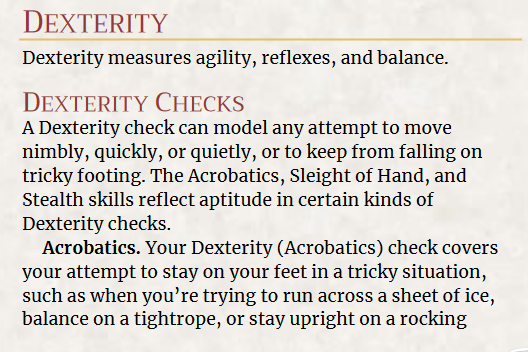 DEXTERITY
Dexterity measures agility, reflexes, and balance.
DEXTERITY CHECKS
A Dexterity check can model any attempt to move
nimbly, quickly, or quietly, or to keep from falling on
tricky footing. The Acrobatics, Sleight of Hand, and
Stealth skills reflect aptitude in certain kinds of
Dexterity checks.
Acrobatics. Your Dexterity (Acrobatics) check covers
your attempt to stay on your feet in a tricky situation,
such as when you’re trying to run across a sheet of ice,
balance on a tightrope, or stay upright on a rocking